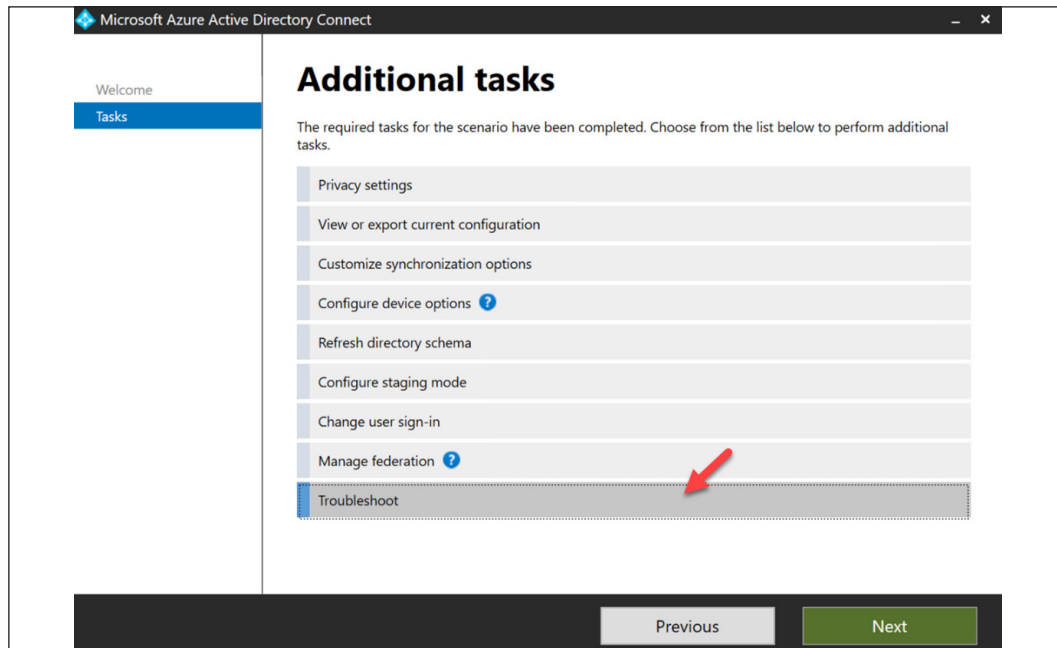 Microsoft Azure Active Directory Connect
Welcome
Tasks
Additional tasks
The required tasks for the scenario have been completed. Choose from the list below to perform additional
tasks.
Privacy settings
View or export current configuration
Customize synchronization options
Configure device options ?
Refresh directory schema
Configure staging mode
Change user sign-in
Manage federation ?
Troubleshoot
Previous
Next